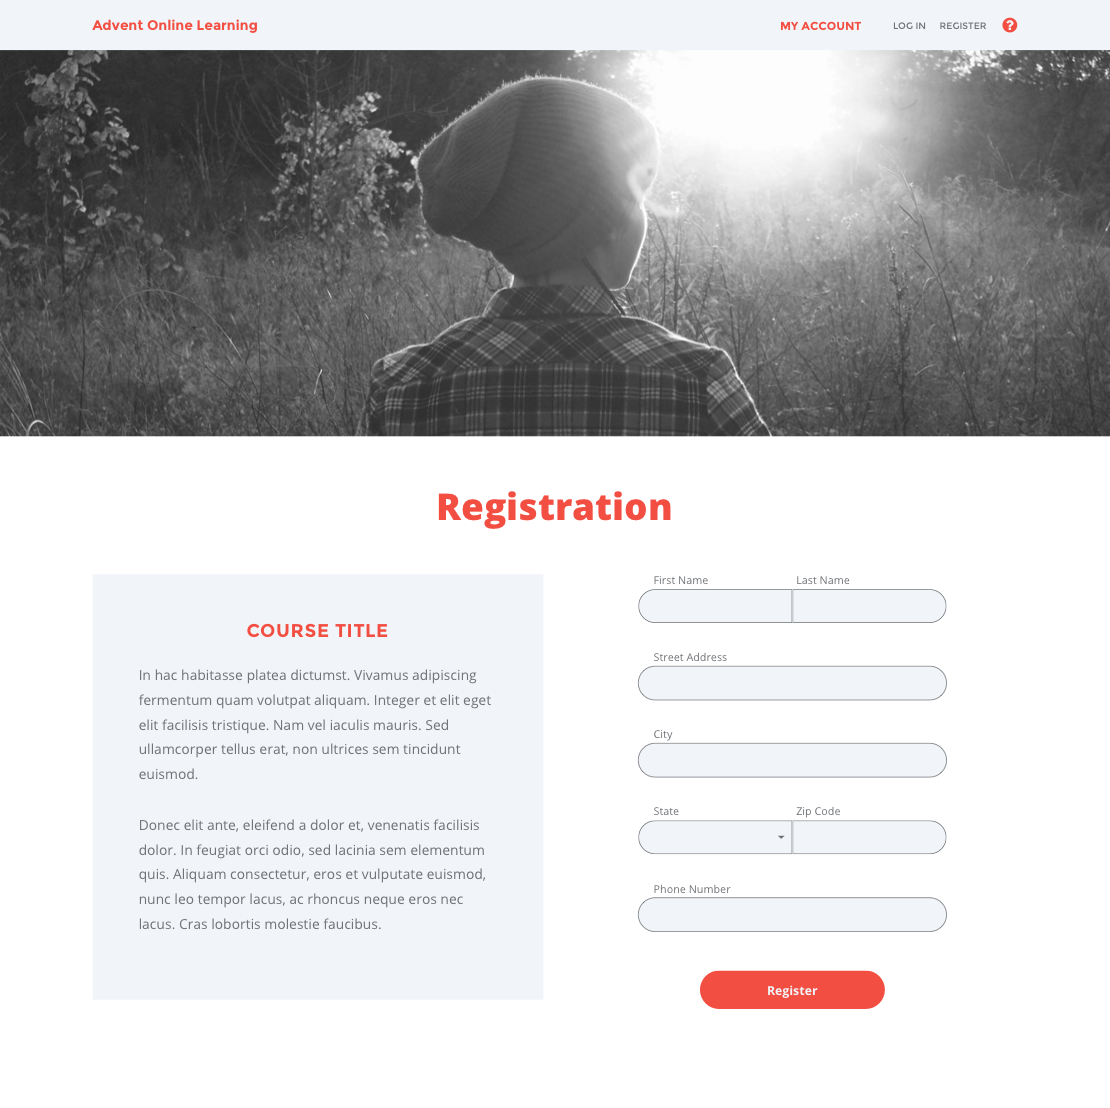 Advent Online Learning
MY ACCOUNT LOG IN REGISTER ?
Registration
COURSE TITLE
In hac habitasse platea dictumst. Vivamus adipiscing
fermentum quam volutpat aliquam. Integer et elit eget
elit facilisis tristique. Nam vel iaculis mauris. Sed
ullamcorper tellus erat, non ultrices sem tincidunt
euismod.
Donec elit ante, eleifend a dolor et, venenatis facilisis
dolor. In feugiat orci odio, sed lacinia sem elementum
quis. Aliquam consectetur, eros et vulputate euismod,
nunc leo tempor lacus, ac rhoncus neque eros nec
lacus. Cras lobortis molestie faucibus.
First Name Last Name
Street Address
City
State Zip Code
Phone Number
Register